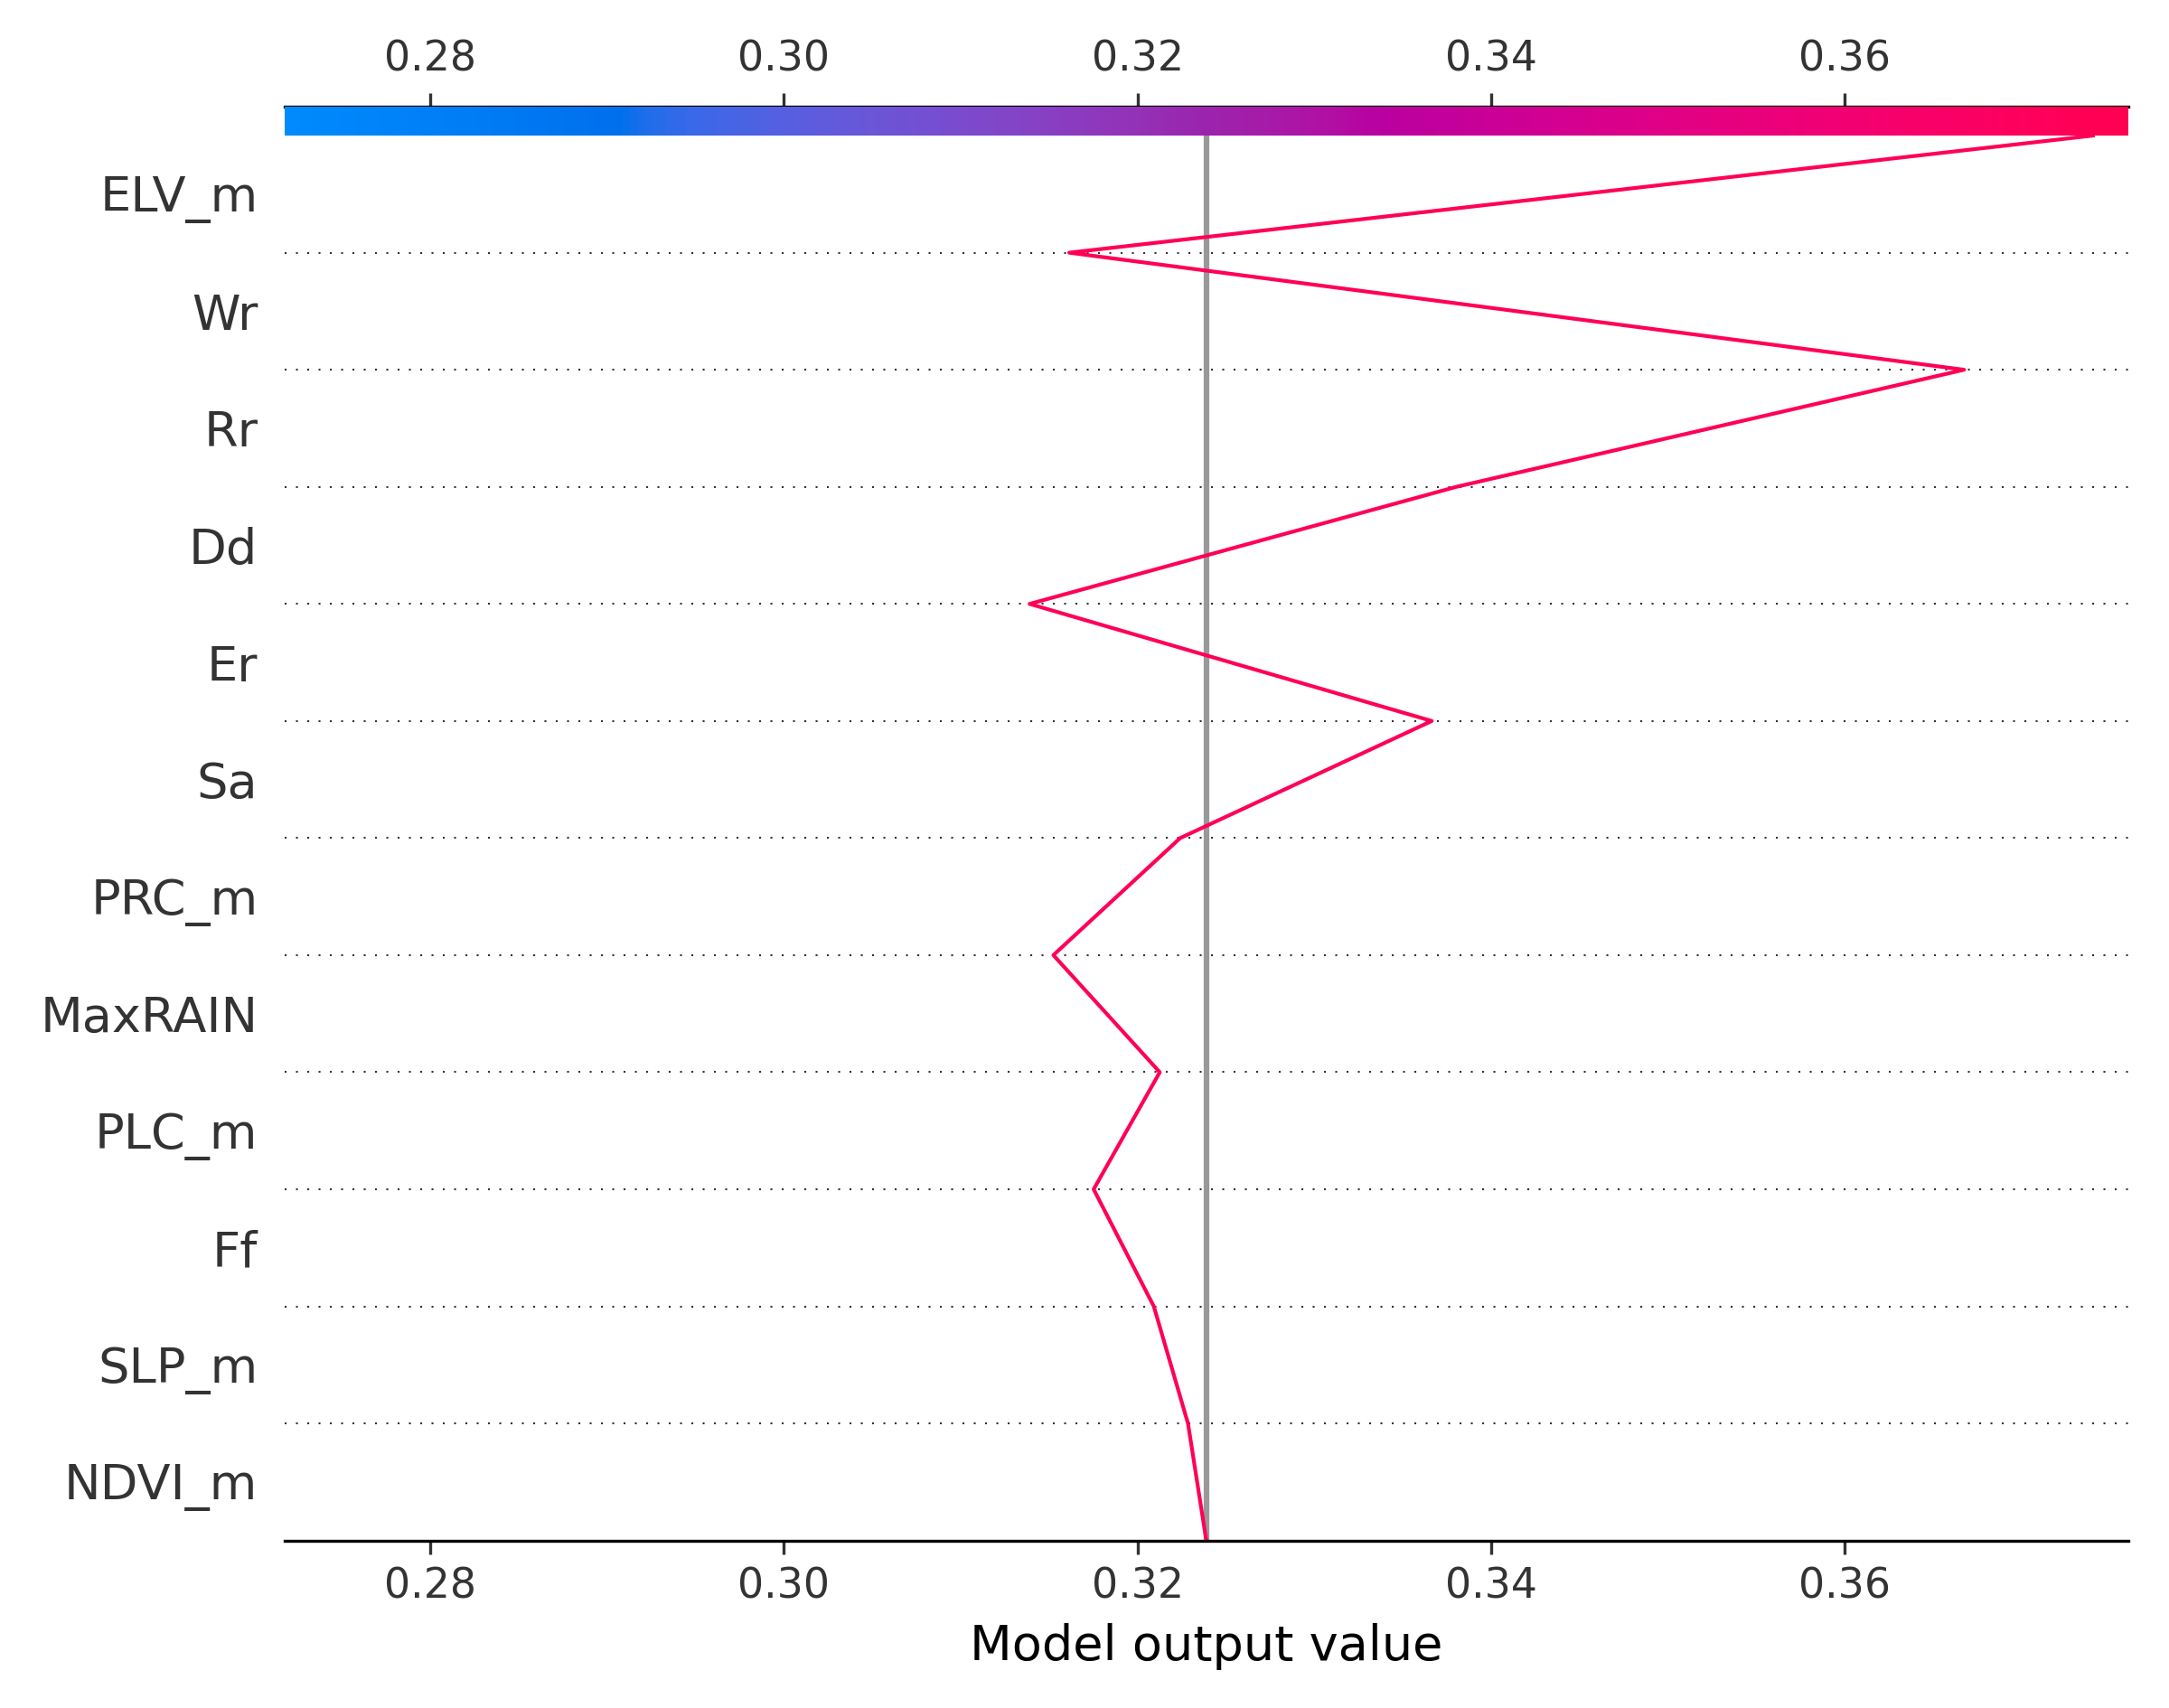 0.28 0.30 0.32 0.34 0.36
ELV_m
Wr
Rr
Dd
Er
Sa
PRC_m
MaxRAIN
PLC_m
Ff
SLP_m
NDVI_m
0.28 0.30 0.32 0.34 0.36
Model output value